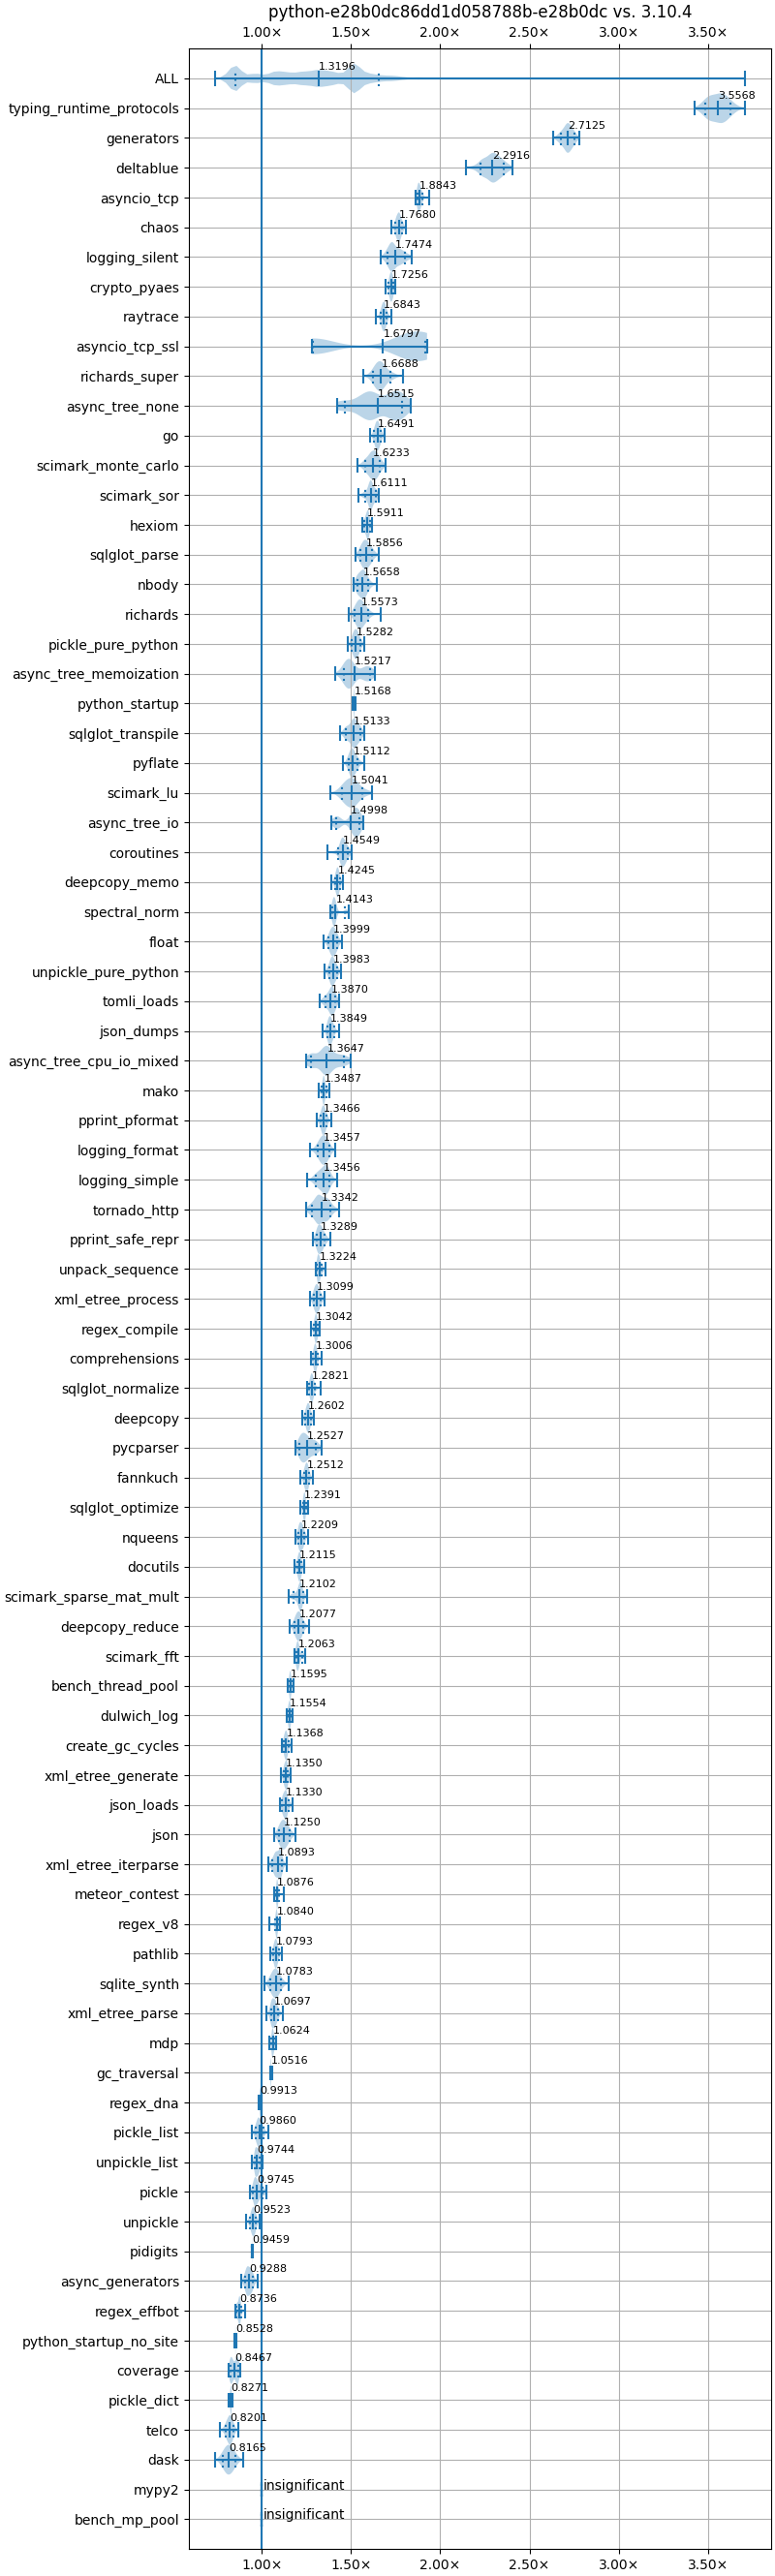 python-e28b0dc86dd1d058788b-e28b0dc vs. 3.10.4
1.00× 1.50× 2.00× 2.50× 3.00× 3.50×
ALL 1.3196
typing_runtime_protocols 3.5568
generators 2.7125
deltablue 2.2916
asyncio_tcp 1.8843
chaos 1.7680
logging_silent 1.7474
crypto_pyaes 1.7256
raytrace 1.6843
asyncio_tcp_ssl 1.6797
richards_super 1.6688
async_tree_none 1.6515
go 1.6491
scimark_monte_carlo 1.6233
scimark_sor 1.6111
hexiom 1.5911
sqlglot_parse 1.5856
nbody 1.5658
richards 1.5573
pickle_pure_python 1.5282
async_tree_memoization 1.5217
python_startup 1.5168
sqlglot_transpile 1.5133
pyflate 1.5112
scimark_lu 1.5041
async_tree_io 1.4998
coroutines 1.4549
deepcopy_memo 1.4245
spectral_norm 1.4143
float 1.3999
unpickle_pure_python 1.3983
tomli_loads 1.3870
json_dumps 1.3849
async_tree_cpu_io_mixed 1.3647
mako 1.3487
pprint_pformat 1.3466
logging_format 1.3457
logging_simple 1.3456
tornado_http 1.3342
pprint_safe_repr 1.3289
unpack_sequence 1.3224
xml_etree_process 1.3099
regex_compile 1.3042
comprehensions 1.3006
sqlglot_normalize 1.2821
deepcopy 1.2602
pycparser 1.2527
fannkuch 1.2512
sqlglot_optimize 1.2391
nqueens 1.2209
docutils 1.2115
scimark_sparse_mat_mult 1.2102
deepcopy_reduce 1.2077
scimark_fft 1.2063
bench_thread_pool 1.1595
dulwich_log 1.1554
create_gc_cycles 1.1368
xml_etree_generate 1.1350
json_loads 1.1330
json 1.1250
xml_etree_iterparse 1.0893
meteor_contest 1.0876
regex_v8 1.0840
pathlib 1.0793
sqlite_synth 1.0783
xml_etree_parse 1.0697
mdp 1.0624
gc_traversal 1.0516
regex_dna 0.9913
pickle_list 0.9860
unpickle_list 0.9744
pickle 0.9745
unpickle 0.9523
pidigits 0.9459
async_generators 0.9288
regex_effbot 0.8736
python_startup_no_site 0.8528
coverage 0.8467
pickle_dict 0.8271
telco 0.8201
dask 0.8165
mypy2 insignificant
bench_mp_pool insignificant
1.00× 1.50× 2.00× 2.50× 3.00× 3.50×